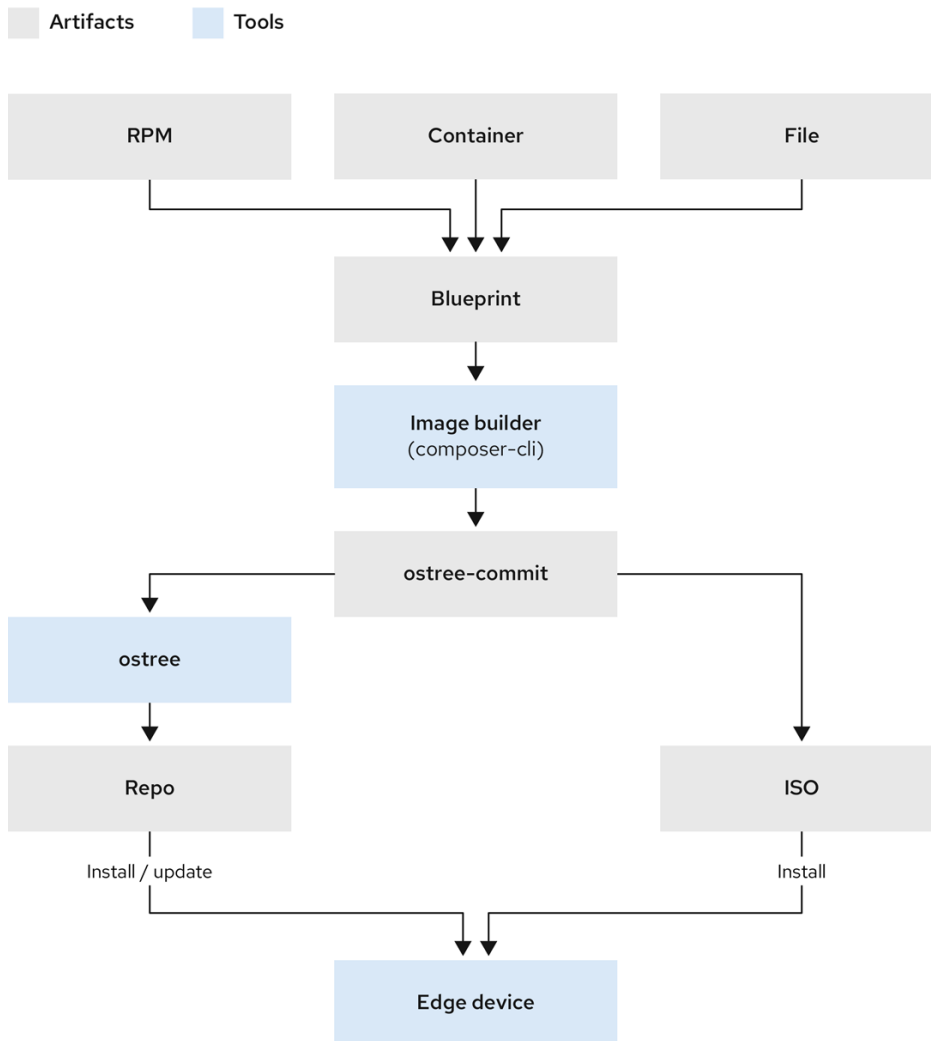 Artifacts
Tools
RPM
Container
File
Blueprint
Image builder
(composer-cli)
ostree-commit
ostree
Repo
ISO
Install / update
Install
Edge device